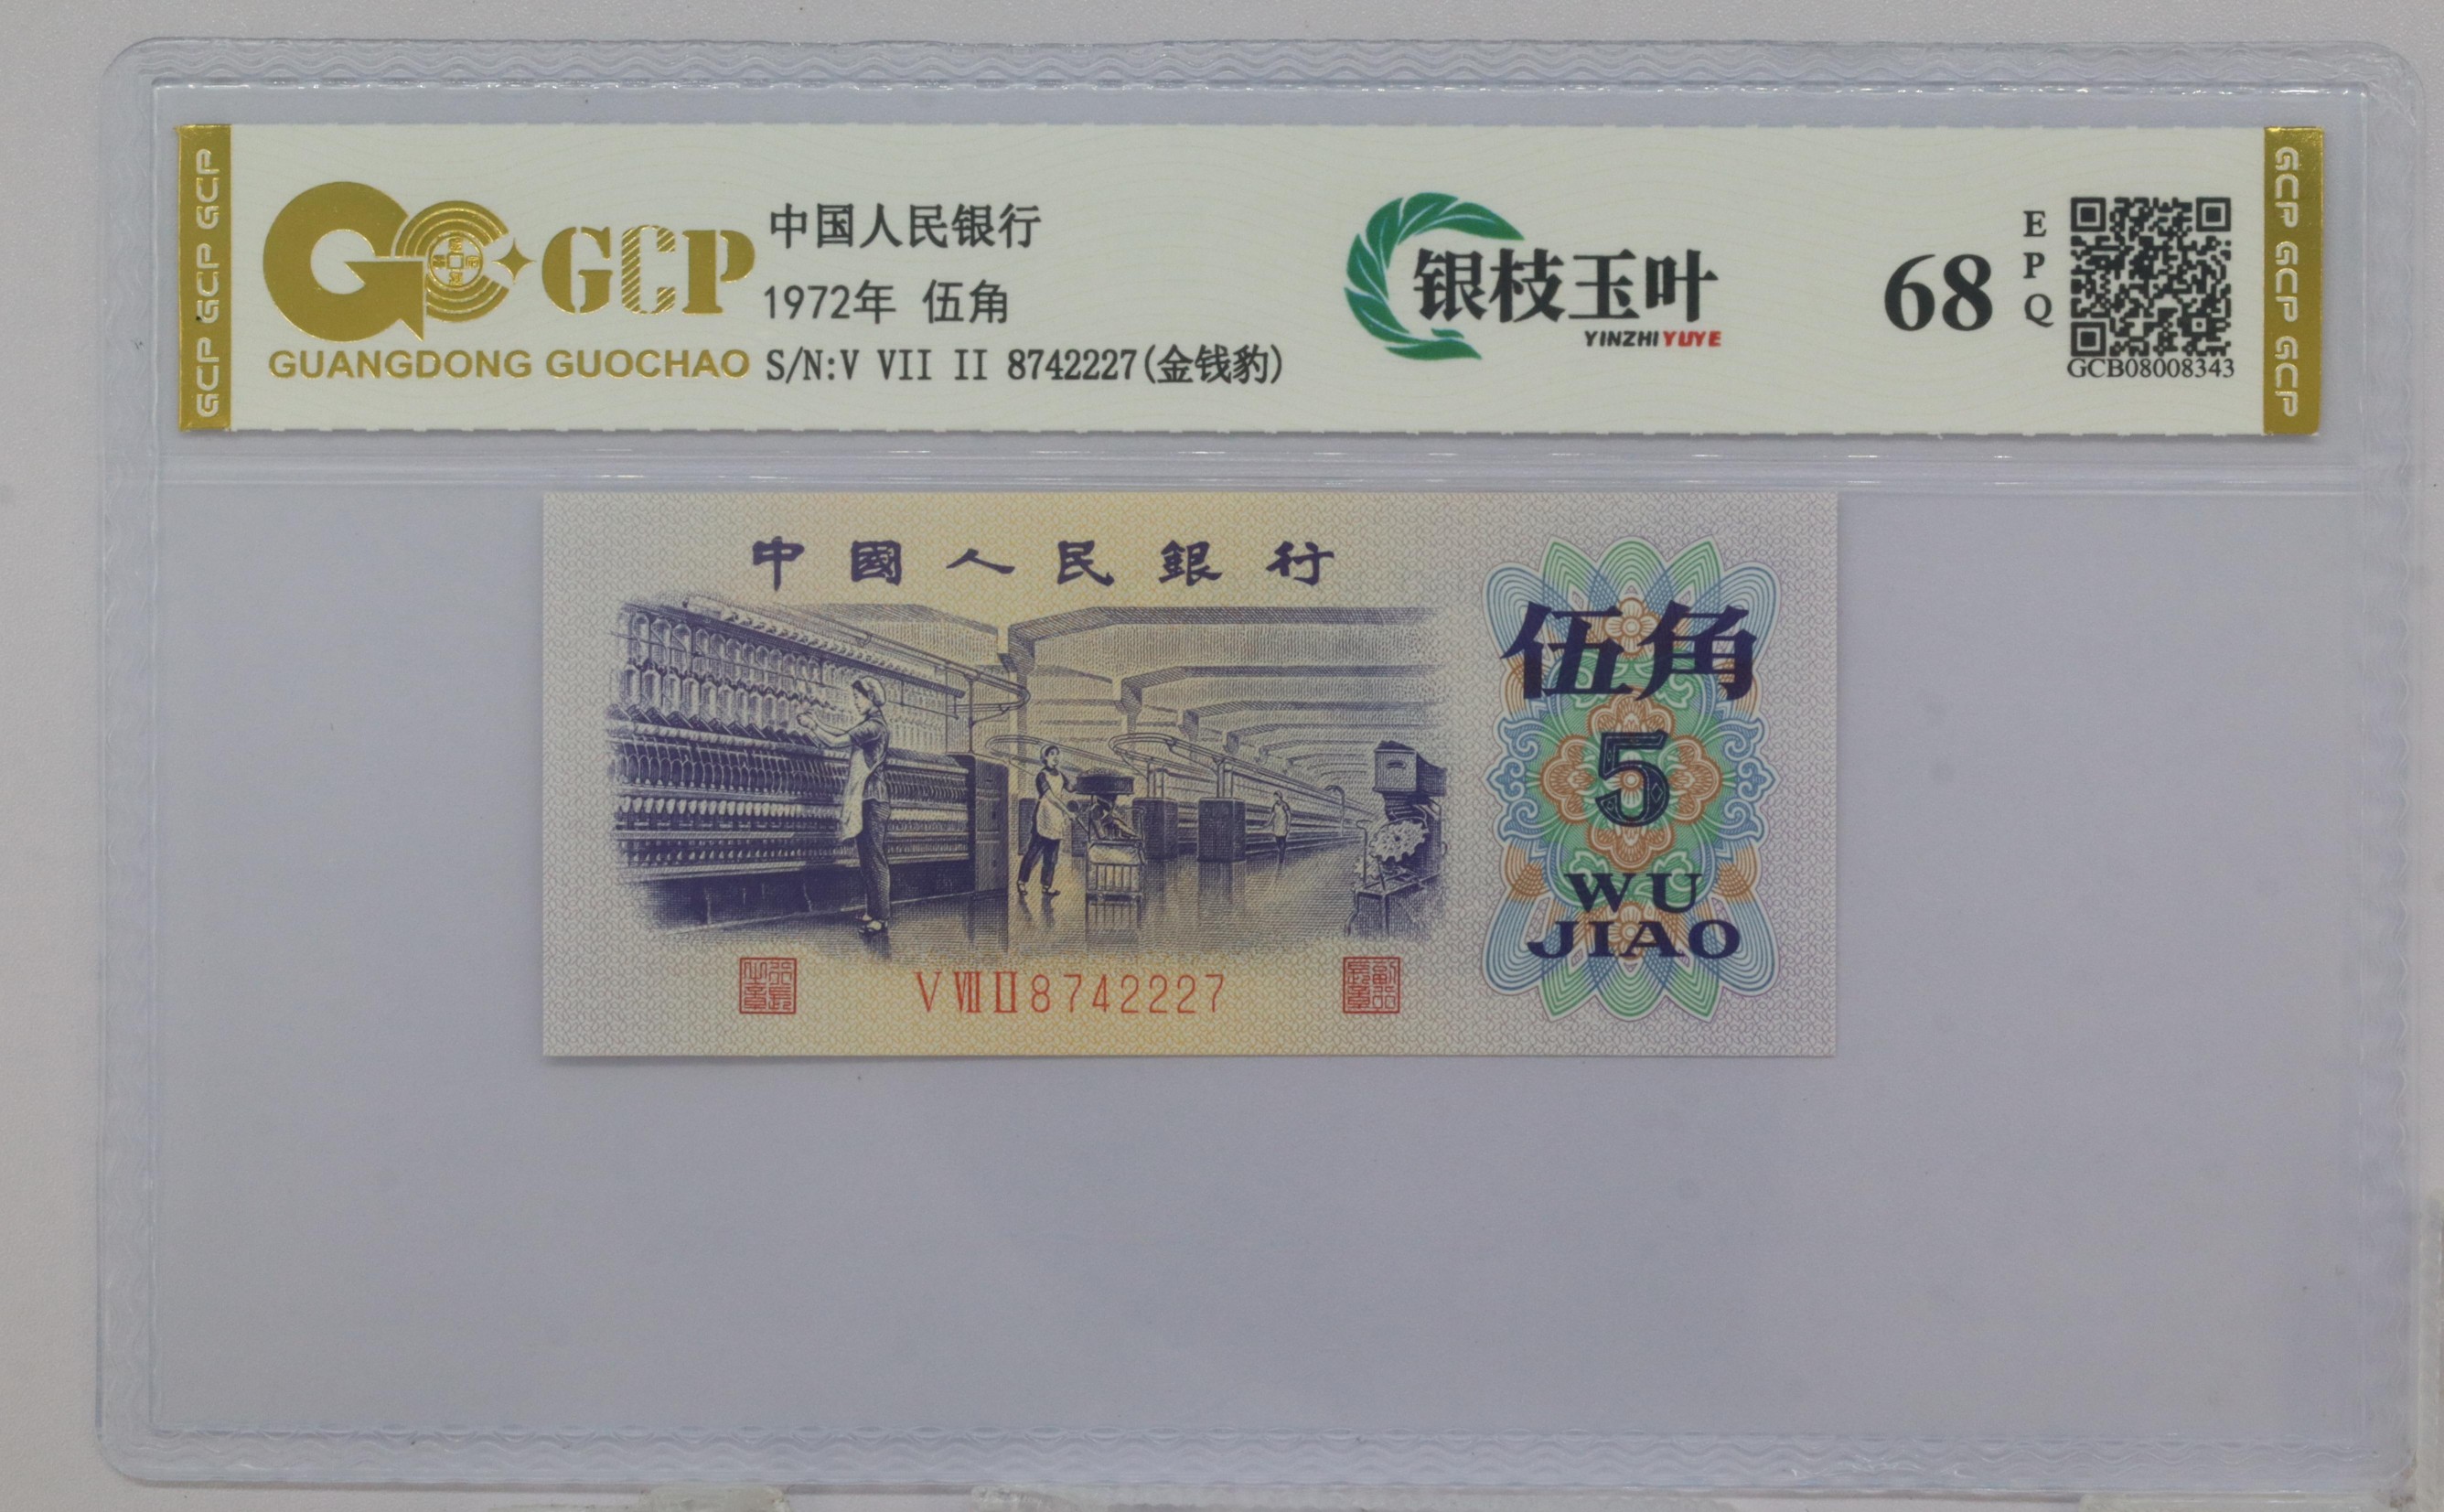 GCP GCP GCP
GCP
GUANGDONG GUOCHAO
中国人民银行
1972年 伍角
S/N:V VII II 8742227(金钱豹)
银枝玉叶
YINZHI YUYE
68
EPQ
GCB08008343
GCP GCP GCP
中國人民銀行
伍角
5
WU
JIAO
V VII II 8742227